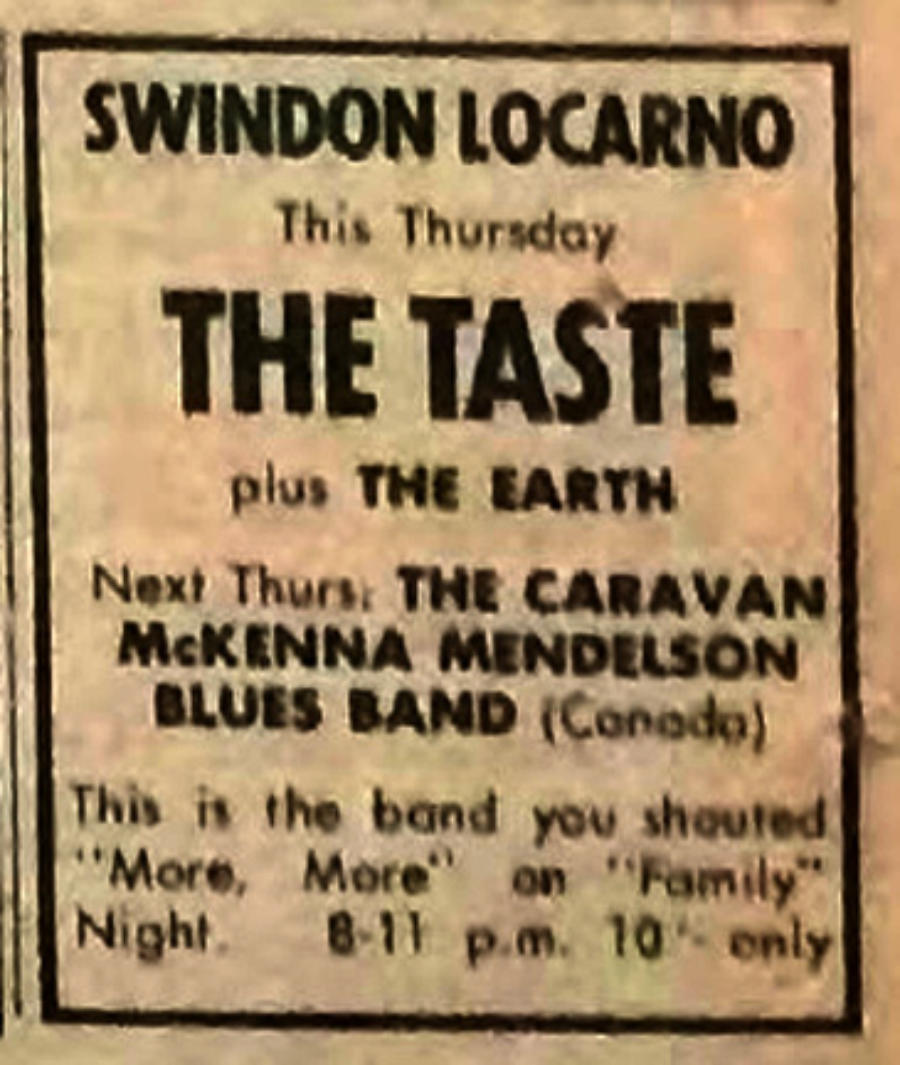 SWINDON LOCARNO
This Thursday
THE TASTE
plus THE EARTH
Next Thurs: THE CARAVAN
McKENNA MENDELSON
BLUES BAND (Canada)
This is the band you shouted
"More, More" on "Family"
Night. 8-11 p.m. 10'- only